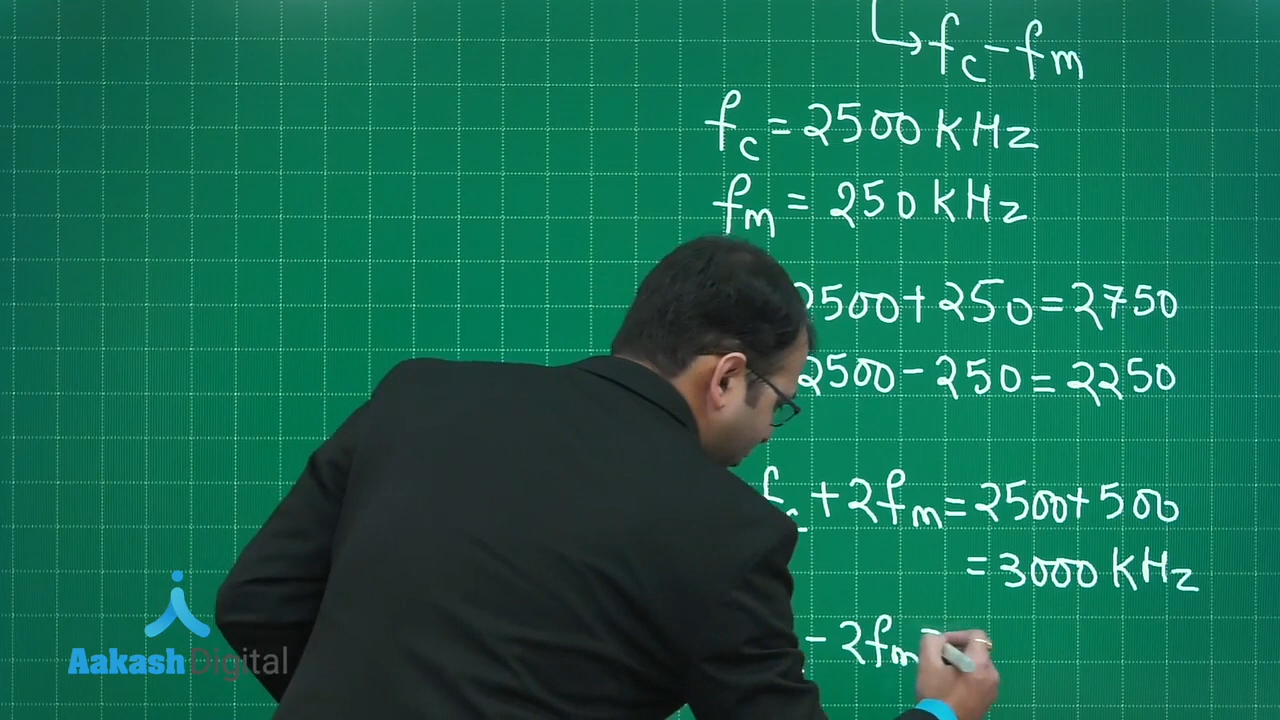 ↳ fc − fm
fc = 2500 KHz
fm = 250 KHz
2500 + 250 = 2750
2500 − 250 = 2250
fc + 2fm = 2500 + 500
= 3000 KHz
− 2fm =
Aakash Digital